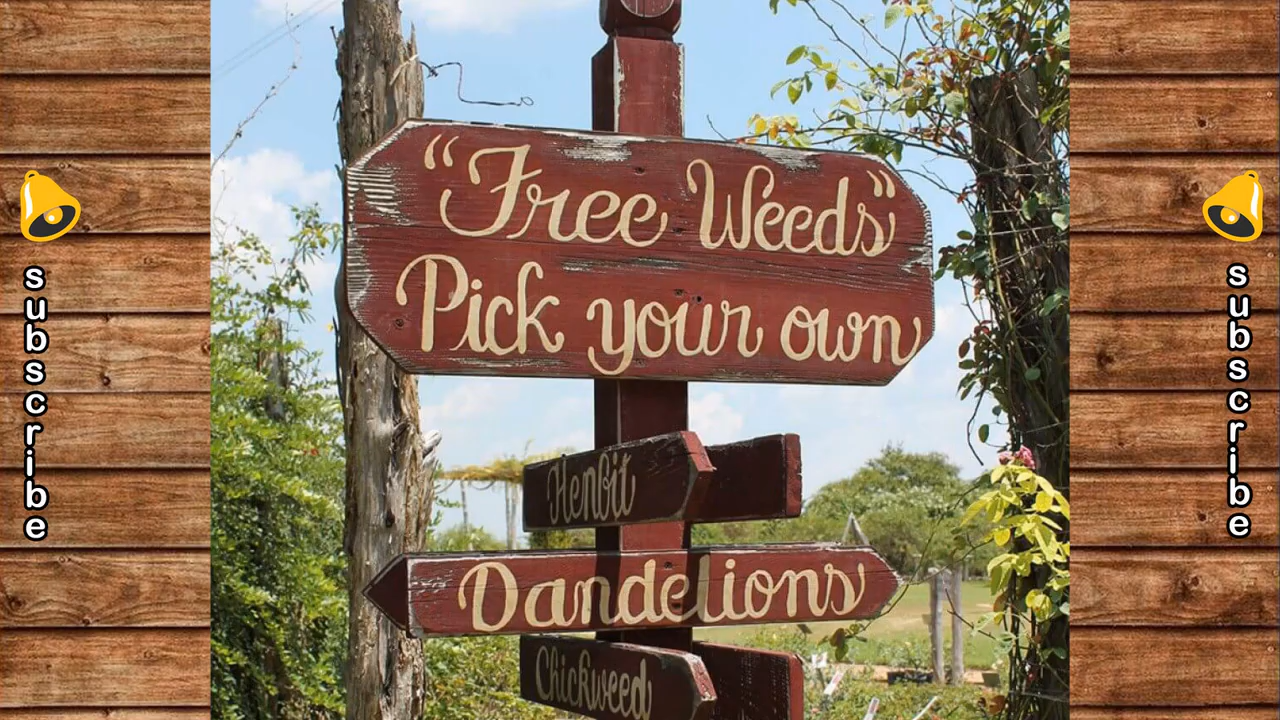 "Free Weeds"
Pick your own
Henbit
Dandelions
Chickweed
subscribe
subscribe